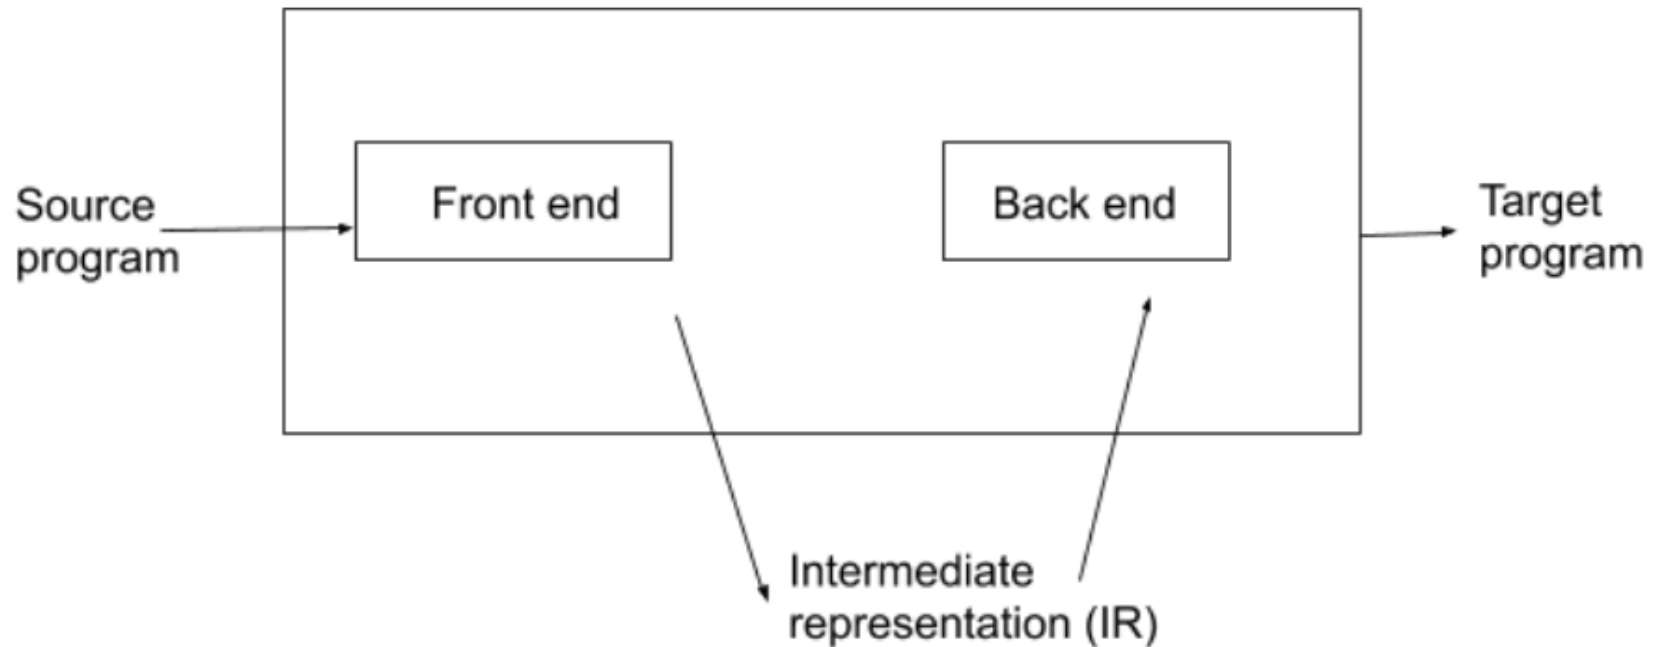 Source
program
Front end
Back end
Target
program
Intermediate
representation (IR)